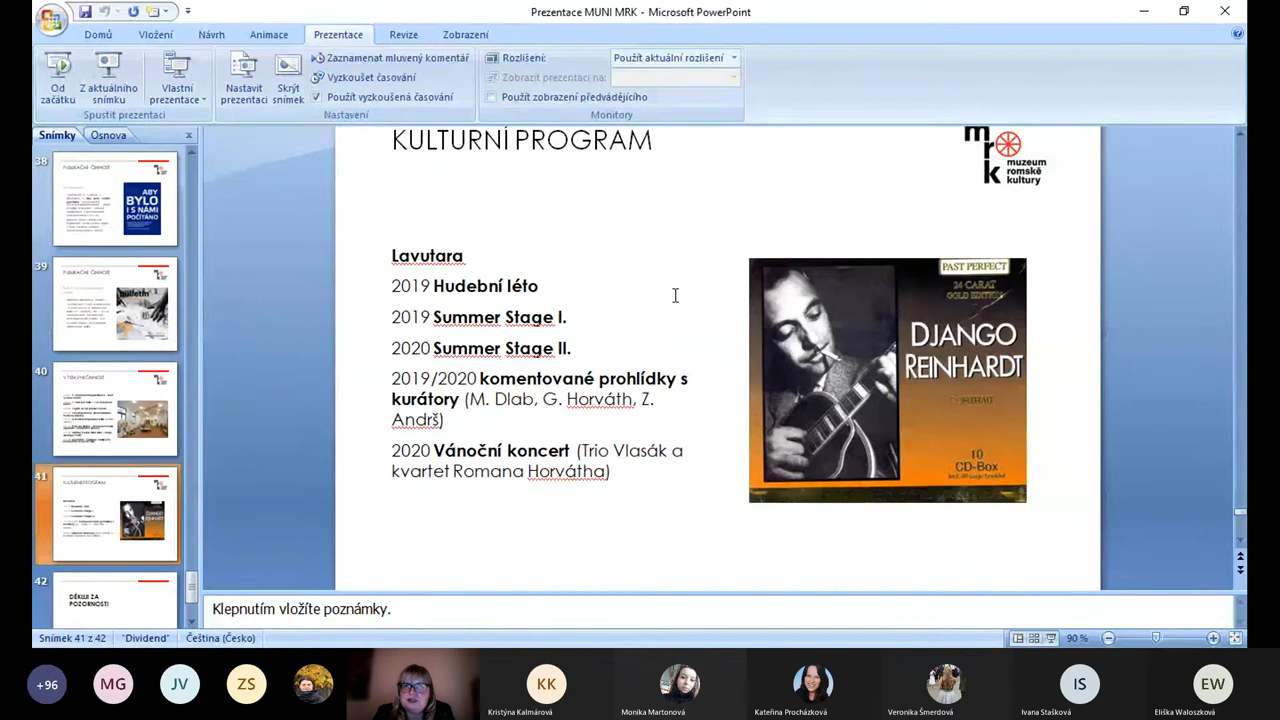 Prezentace MUNI MRK - Microsoft PowerPoint
Domů Vložení Návrh Animace Prezentace Revize Zobrazení
Od začátku
Z aktuálního snímku
Vlastní prezentace
Spustit prezentaci
Nastavit prezentaci
Skrýt snímek
Zaznamenat mluvený komentář
Vyzkoušet časování
Použít vyzkoušená časování
Nastavení
Rozlišení: Použít aktuální rozlišení
Zobrazit prezentaci na:
Použít zobrazení předvádějícího
Monitory
Snímky Osnova
38
ABY
BYLO
I S NÁMI
POČÍTÁNO
39
bulletin
40
41
42
DĚKUJI ZA
POZORNOSTI
KULTURNÍ PROGRAM
mrk
muzeum
romské
kultury
Lavutara
2019 Hudební léto
2019 Summer Stage I.
2020 Summer Stage II.
2019/2020 komentované prohlídky s
kurátory (M. Dlab, G. Horváth, Z.
Andrš)
2020 Vánoční koncert (Trio Vlasák a
kvartet Romana Horvátha)
PAST PERFECT
24 CARAT
GOLD EDITION
DJANGO
REINHARDT
PORTRAIT
10
CD-Box
Klepnutím vložíte poznámky.
Snímek 41 z 42 "Dividend" Čeština (Česko) 90 %
+96 MG JV ZS KK IS EW
Kristýna Kalmárová Monika Martonová Kateřina Procházková Veronika Šmerdová Ivana Stašková Eliška Waloszková